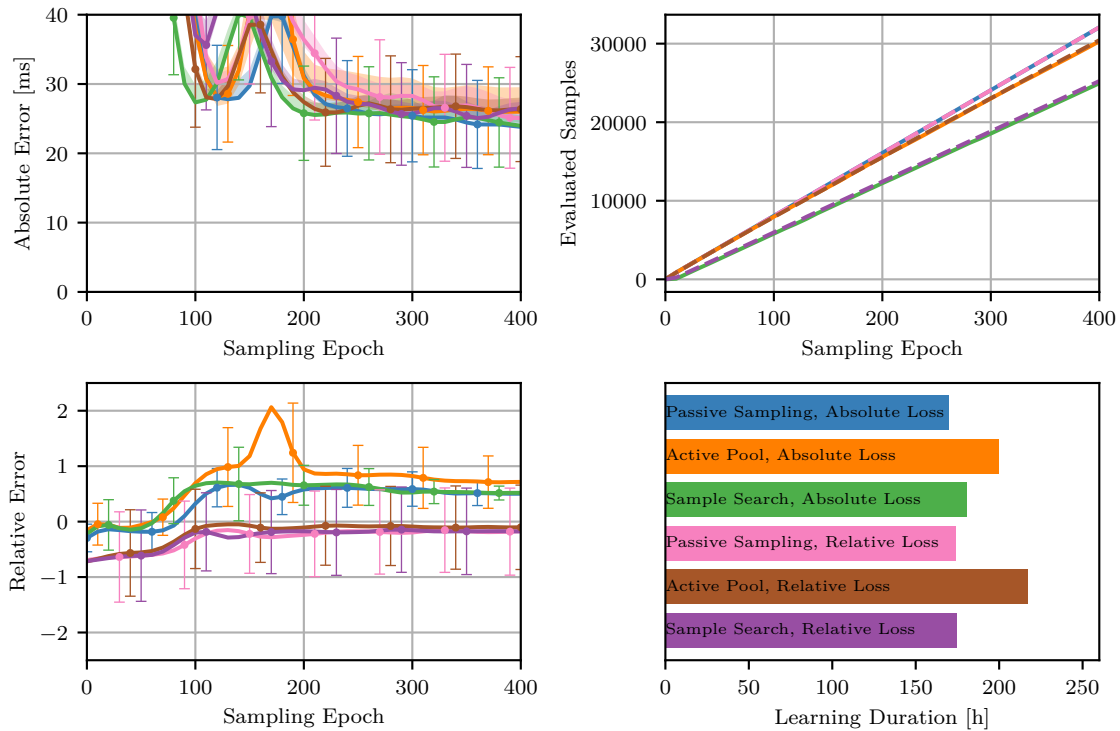 40
30
20
10
0
Absolute Error [ms]
0 100 200 300 400
Sampling Epoch
30000
20000
10000
0
Evaluated Samples
0 100 200 300 400
Sampling Epoch
2
1
0
−1
−2
Relative Error
0 100 200 300 400
Sampling Epoch
Passive Sampling, Absolute Loss
Active Pool, Absolute Loss
Sample Search, Absolute Loss
Passive Sampling, Relative Loss
Active Pool, Relative Loss
Sample Search, Relative Loss
0 50 100 150 200 250
Learning Duration [h]